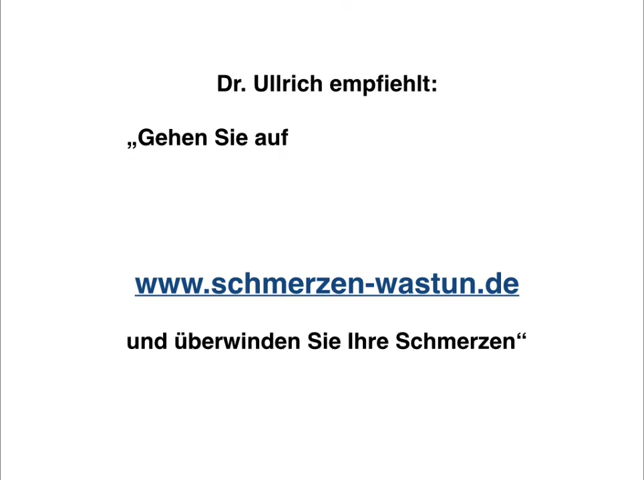 Dr. Ullrich empfiehlt:
„Gehen Sie auf
www.schmerzen-wastun.de
und überwinden Sie Ihre Schmerzen“